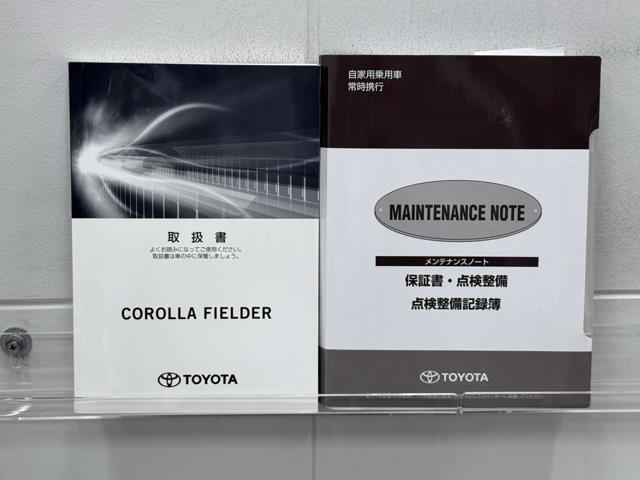 取扱書
よくお読みになってご使用ください。
取扱書は車の中に保管しましょう。
COROLLA FIELDER
TOYOTA
自家用乗用車
常時携行
MAINTENANCE NOTE
メンテナンスノート
保証書・点検整備
点検整備記録簿
TOYOTA